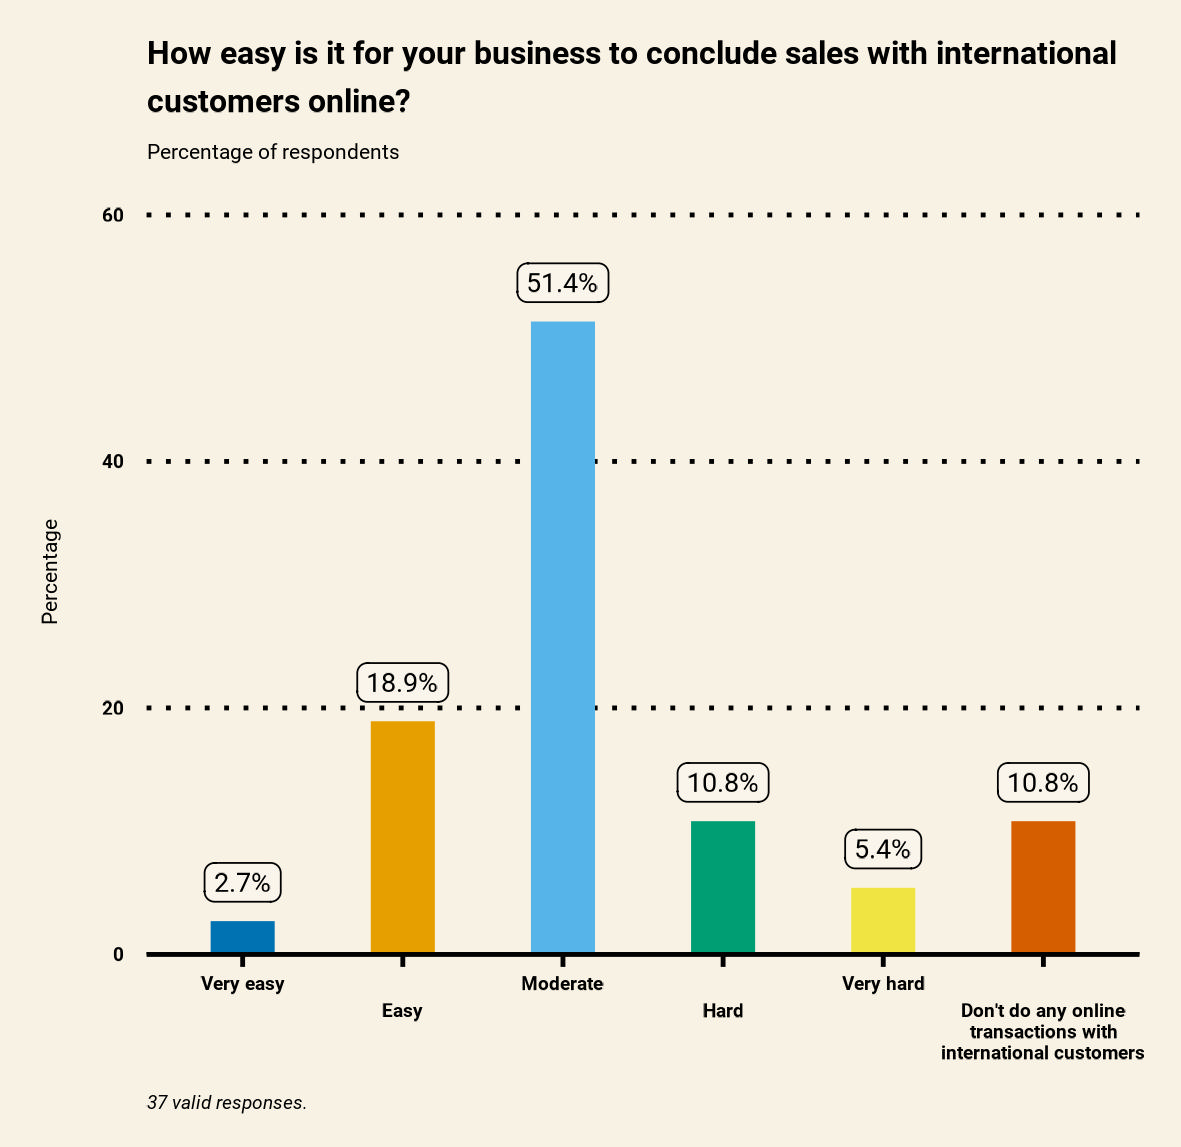 How easy is it for your business to conclude sales with international
customers online?
Percentage of respondents
60
51.4%
40
Percentage
18.9%
20
10.8%
10.8%
5.4%
2.7%
0
Very easy
Moderate
Very hard
Easy
Hard
Don't do any online
transactions with
international customers
37 valid responses.